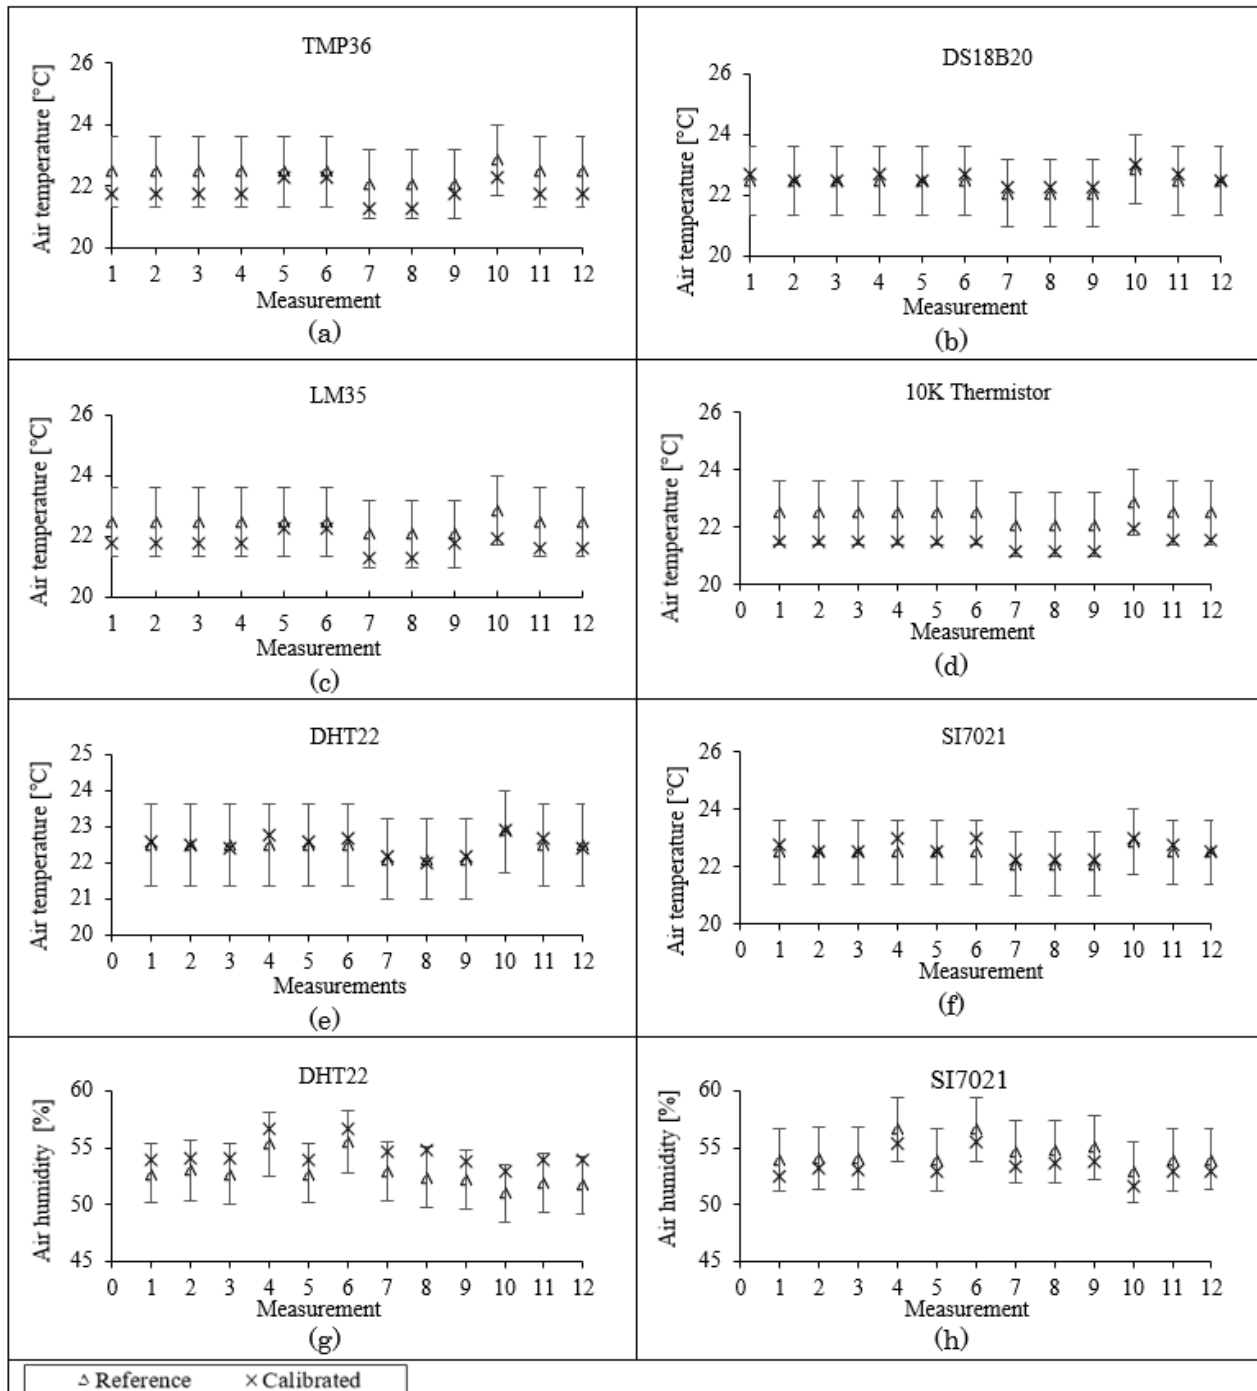 TMP36
Air temperature [°C]
26
24
22
20
1 2 3 4 5 6 7 8 9 10 11 12
Measurement
(a)
DS18B20
Air temperature [°C]
26
24
22
20
1 2 3 4 5 6 7 8 9 10 11 12
Measurement
(b)
LM35
Air temperature [°C]
26
24
22
20
1 2 3 4 5 6 7 8 9 10 11 12
Measurement
(c)
10K Thermistor
Air temperature [°C]
26
24
22
20
0 1 2 3 4 5 6 7 8 9 10 11 12
Measurement
(d)
DHT22
Air temperature [°C]
25
24
23
22
21
20
0 1 2 3 4 5 6 7 8 9 10 11 12
Measurements
(e)
SI7021
Air temperature [°C]
26
24
22
20
0 1 2 3 4 5 6 7 8 9 10 11 12
Measurement
(f)
DHT22
Air humidity [%]
60
55
50
45
0 1 2 3 4 5 6 7 8 9 10 11 12
Measurement
(g)
SI7021
Air humidity [%]
60
55
50
45
0 1 2 3 4 5 6 7 8 9 10 11 12
Measurement
(h)
Reference Calibrated